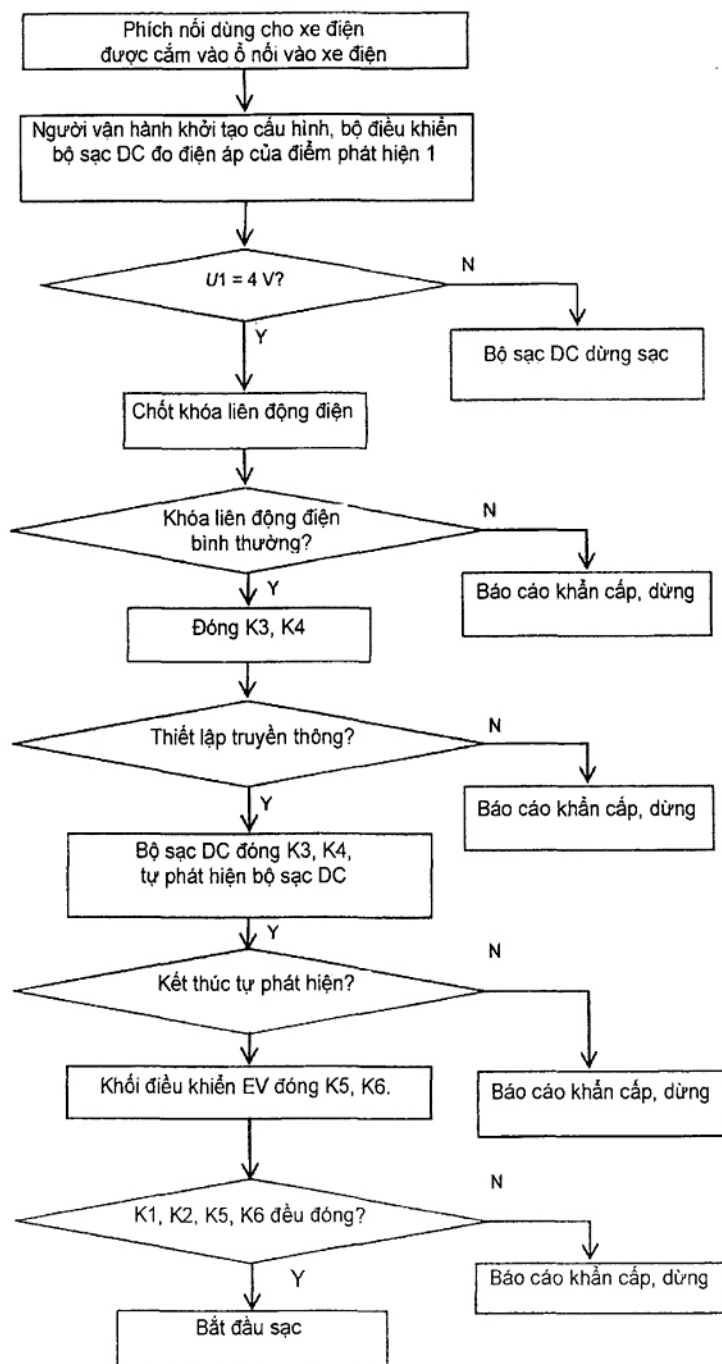 Phích nối dùng cho xe điện
được cắm vào ổ nối vào xe điện
Người vận hành khởi tạo cấu hình, bộ điều khiển
bộ sạc DC đo điện áp của điểm phát hiện 1
U1 = 4 V?
N
Y
Bộ sạc DC dừng sạc
Chốt khóa liên động điện
Khóa liên động điện
bình thường?
N
Y
Báo cáo khẩn cấp, dừng
Đóng K3, K4
Thiết lập truyền thông?
N
Y
Báo cáo khẩn cấp, dừng
Bộ sạc DC đóng K3, K4,
tự phát hiện bộ sạc DC
Y
Kết thúc tự phát hiện?
N
Báo cáo khẩn cấp, dừng
Khối điều khiển EV đóng K5, K6.
K1, K2, K5, K6 đều đóng?
N
Y
Báo cáo khẩn cấp, dừng
Bắt đầu sạc